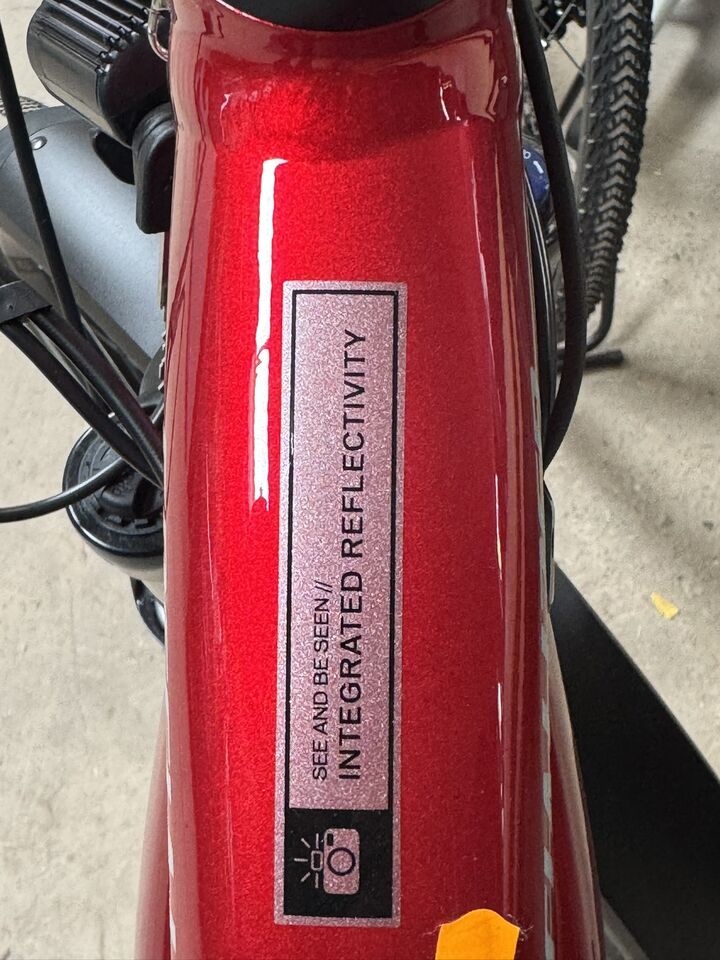 SEE AND BE SEEN //
INTEGRATED REFLECTIVITY